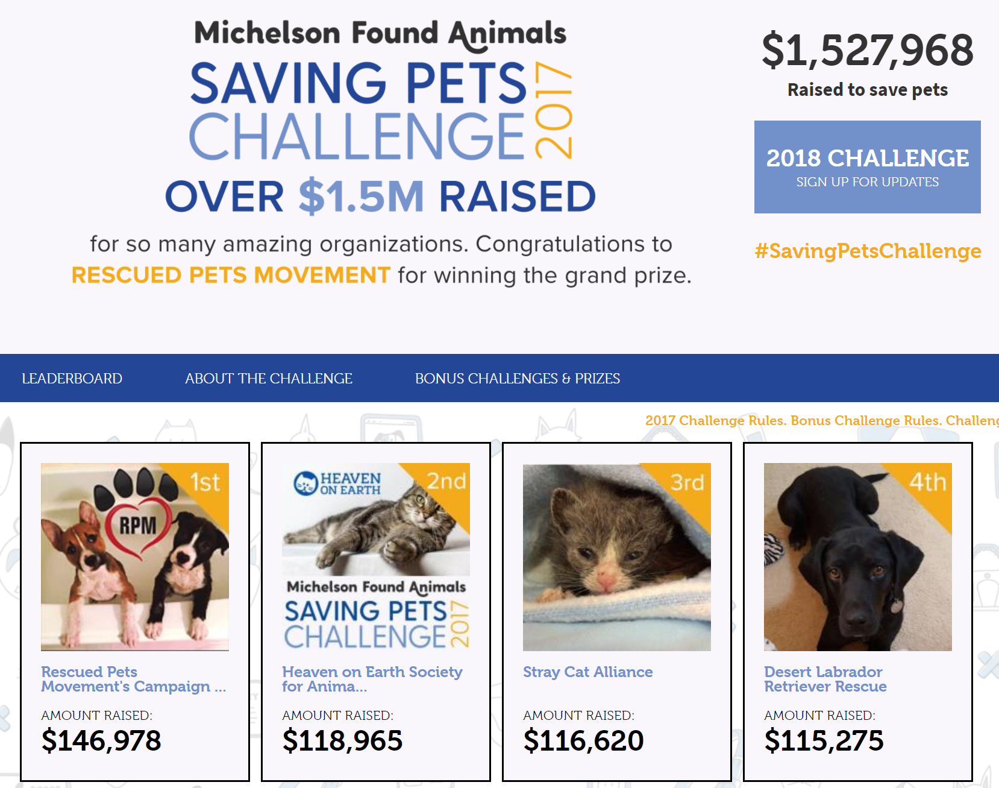 Michelson Found Animals
SAVING PETS
CHALLENGE
2017
OVER $1.5M RAISED
for so many amazing organizations. Congratulations to
RESCUED PETS MOVEMENT for winning the grand prize.
$1,527,968
Raised to save pets
2018 CHALLENGE
SIGN UP FOR UPDATES
#SavingPetsChallenge
LEADERBOARD
ABOUT THE CHALLENGE
BONUS CHALLENGES & PRIZES
2017 Challenge Rules. Bonus Challenge Rules. Challeng
1st
RPM
Rescued Pets
Movement's Campaign ...
AMOUNT RAISED:
$146,978
2nd
HEAVEN
ON EARTH
Michelson Found Animals
SAVING PETS
CHALLENGE
2017
Heaven on Earth Society
for Anima...
AMOUNT RAISED:
$118,965
3rd
Stray Cat Alliance
AMOUNT RAISED:
$116,620
4th
Desert Labrador
Retriever Rescue
AMOUNT RAISED:
$115,275